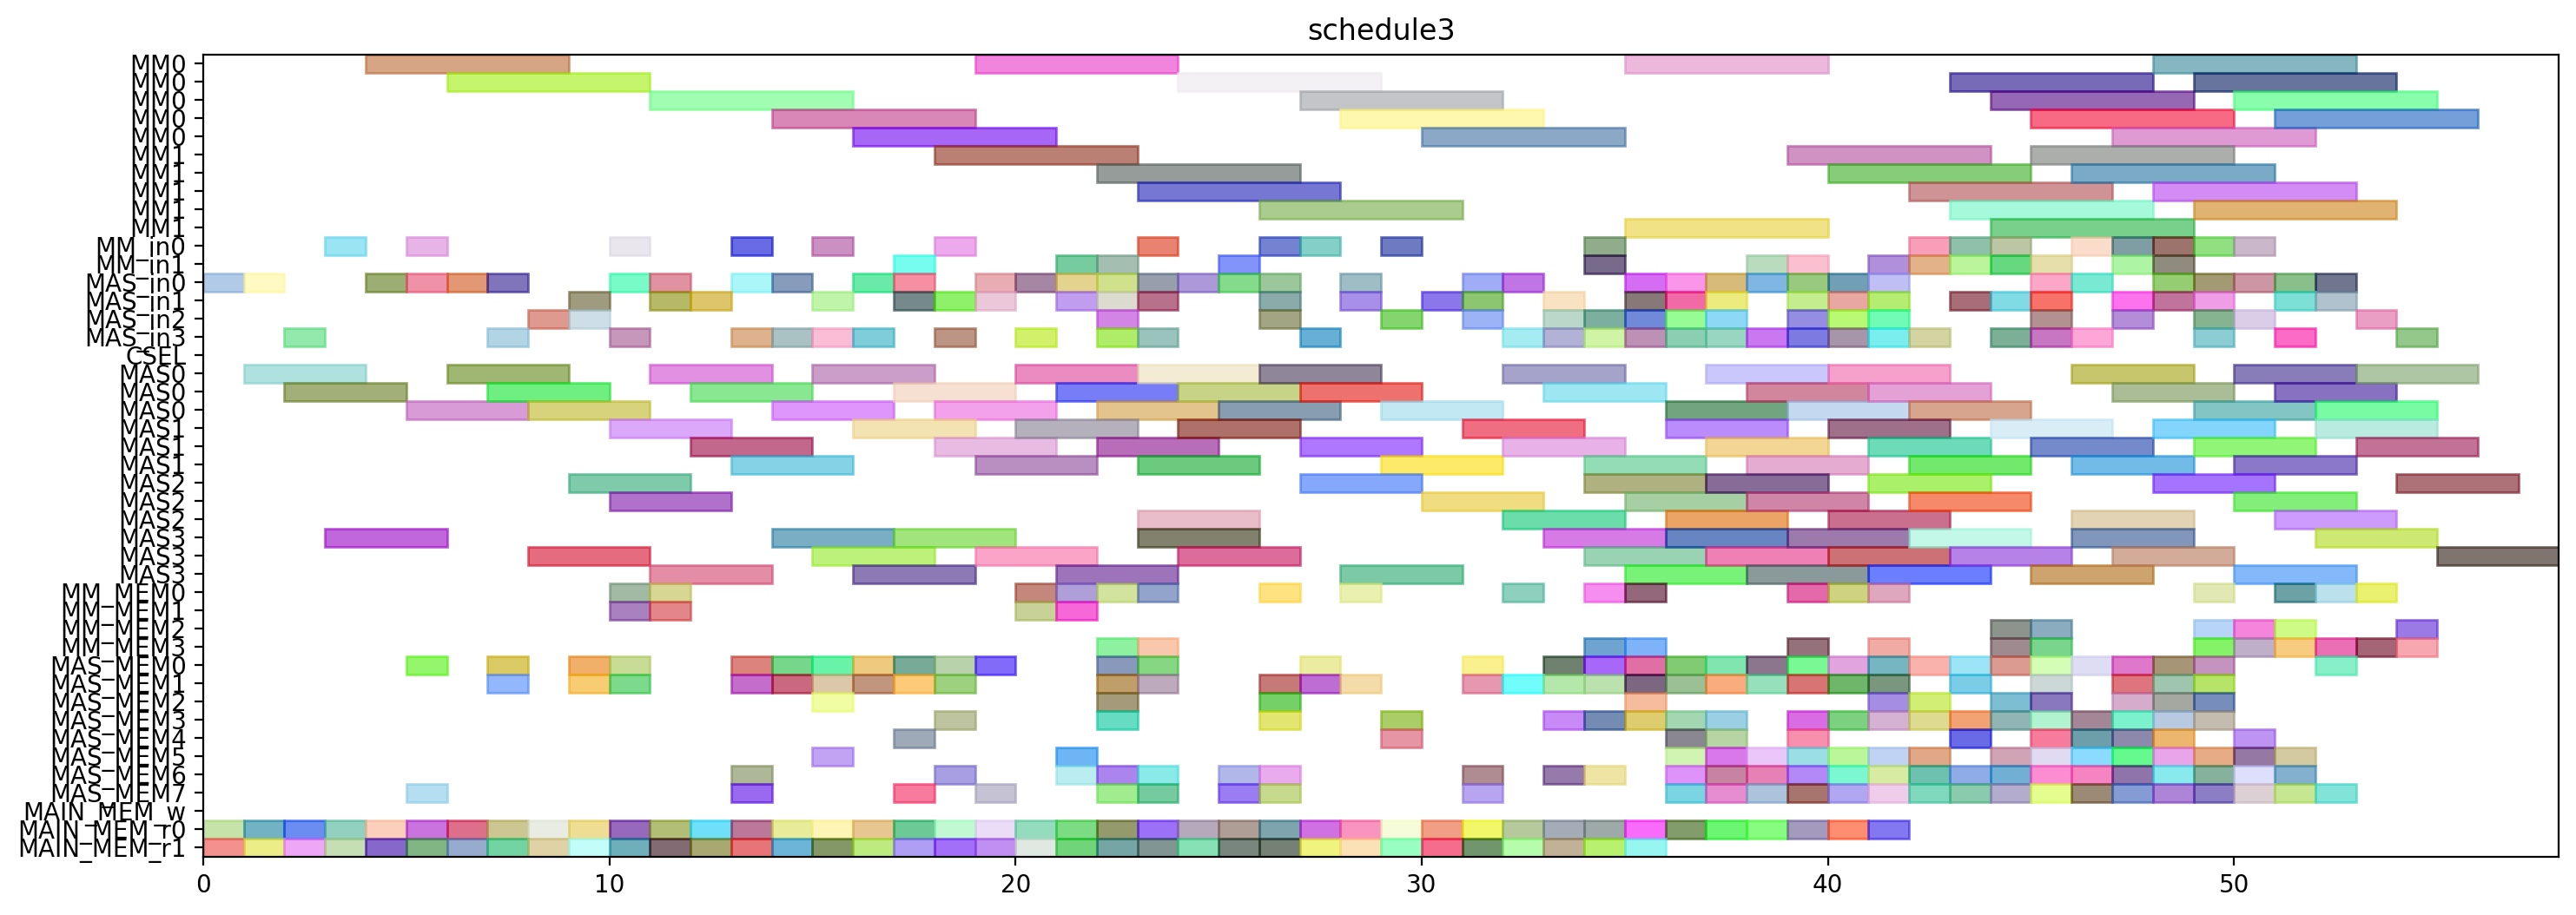 schedule3
MM0
MM0
MM0
MM0
MM0
MM1
MM1
MM1
MM1
MM1
MM_in0
MM_in1
MAS_in0
MAS_in1
MAS_in2
MAS_in3
CSEL
MAS0
MAS0
MAS0
MAS1
MAS1
MAS1
MAS2
MAS2
MAS2
MAS3
MAS3
MAS3
MM_MEM0
MM_MEM1
MM_MEM2
MM_MEM3
MAS_MEM0
MAS_MEM1
MAS_MEM2
MAS_MEM3
MAS_MEM4
MAS_MEM5
MAS_MEM6
MAS_MEM7
MAIN_MEM_w
MAIN_MEM_r0
MAIN_MEM_r1
0 10 20 30 40 50